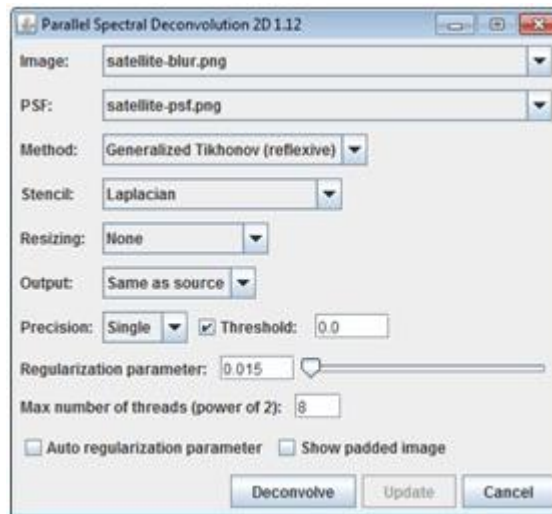 Parallel Spectral Deconvolution 2D 1.12
Image: satellite-blur.png
PSF: satellite-psf.png
Method: Generalized Tikhonov (reflexive)
Stencil: Laplacian
Resizing: None
Output: Same as source
Precision: Single Threshold: 0.0
Regularization parameter: 0.015
Max number of threads (power of 2): 8
Auto regularization parameter Show padded image
Deconvolve Update Cancel